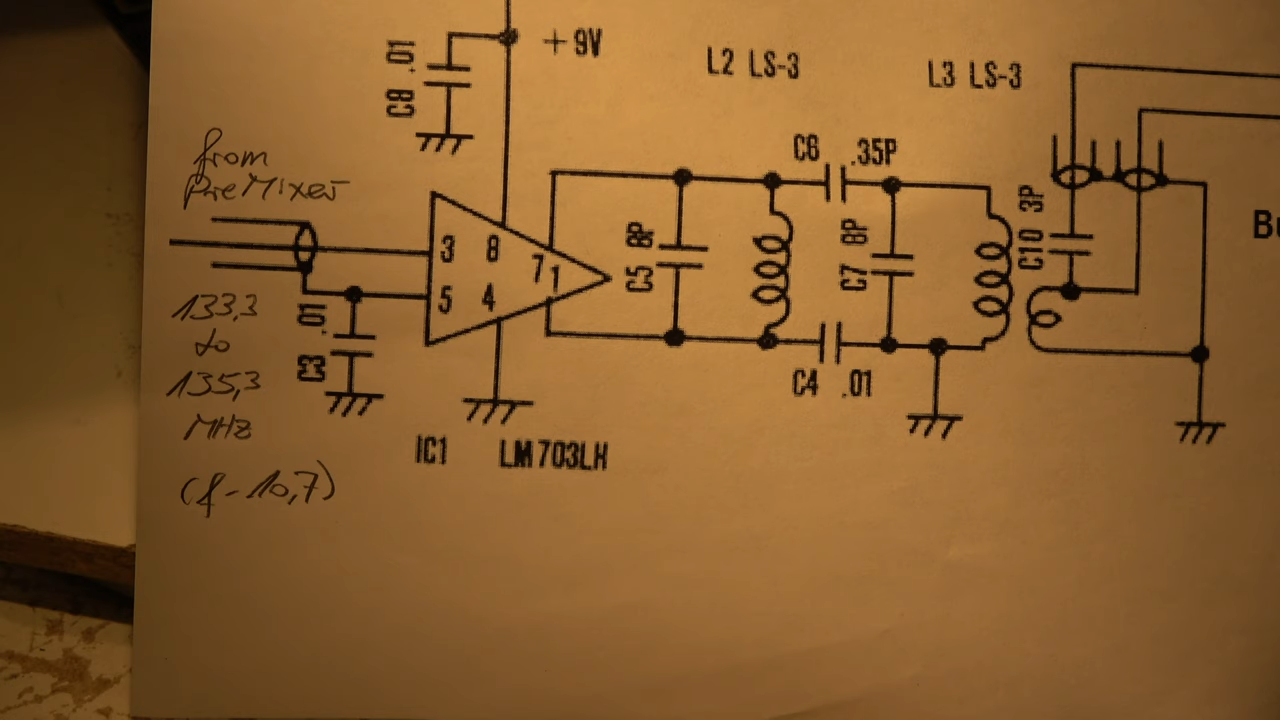 +9V
C8 .01
L2 LS-3
L3 LS-3
from
PreMixer
C6 .35P
C10 3P
3 8
7
1
5 4
C5 8P
C7 8P
133,3
to
135,3
MHz
(f-10,7)
C3 .01
C4 .01
IC1 LM703LH